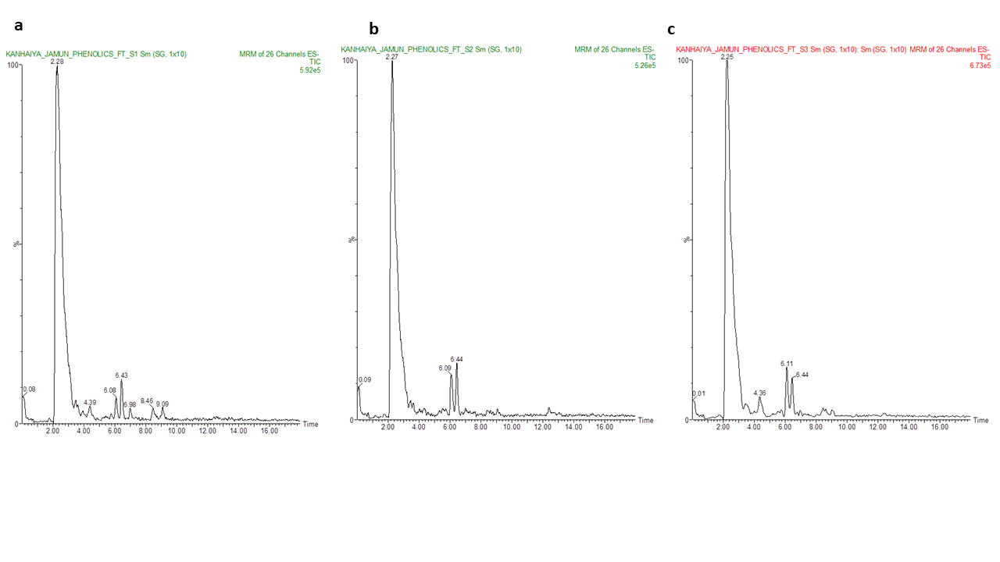 a
KANHAIYA_JAMUN_PHENOLICS_FT_S1 Sm (SG, 1x10)
MRM of 26 Channels ES-
TIC
5.92e5
2.28
100
%
0.08
4.39
6.08
6.43
6.98
8.46
9.09
0
2.00 4.00 6.00 8.00 10.00 12.00 14.00 16.00
Time
b
KANHAIYA_JAMUN_PHENOLICS_FT_S2 Sm (SG, 1x10)
MRM of 26 Channels ES-
TIC
5.26e5
2.27
100
%
0.09
6.09
6.44
0
2.00 4.00 6.00 8.00 10.00 12.00 14.00 16.00
Time
c
KANHAIYA_JAMUN_PHENOLICS_FT_S3 Sm (SG, 1x10); Sm (SG, 1x10)
MRM of 26 Channels ES-
TIC
6.73e5
2.25
100
%
0.01
4.36
6.11
6.44
0
2.00 4.00 6.00 8.00 10.00 12.00 14.00 16.00
Time